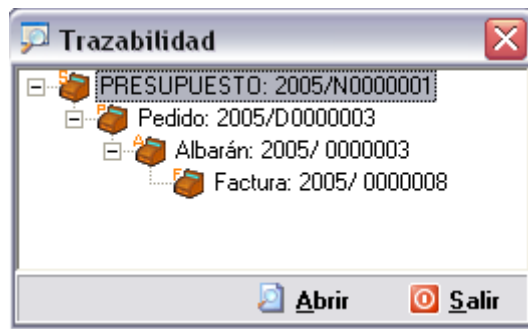 Trazabilidad
S PRESUPUESTO: 2005/N0000001
P Pedido: 2005/D0000003
A Albarán: 2005/ 0000003
F Factura: 2005/ 0000008
Abrir Salir